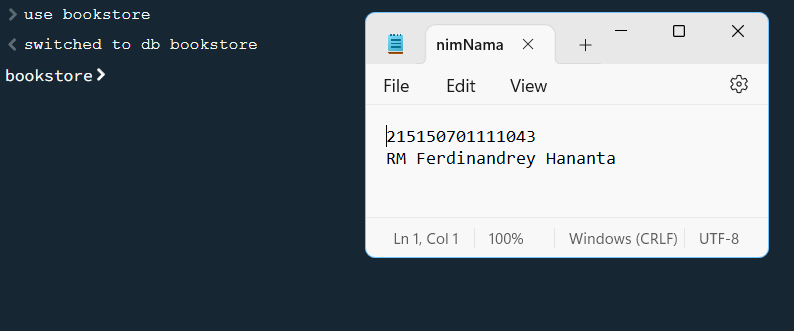 > use bookstore
< switched to db bookstore
bookstore>
nimNama
File Edit View
215150701111043
RM Ferdinandrey Hananta
Ln 1, Col 1 100% Windows (CRLF) UTF-8